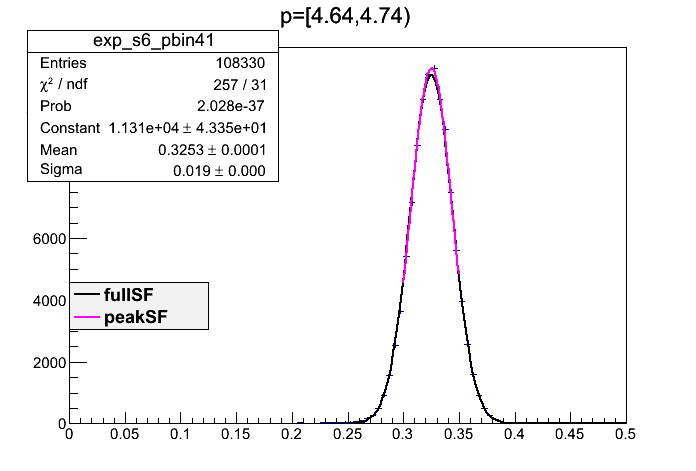 p=[4.64,4.74)
exp_s6_pbin41
Entries 108330
χ² / ndf 257 / 31
Prob 2.028e-37
Constant 1.131e+04 ± 4.335e+01
Mean 0.3253 ± 0.0001
Sigma 0.019 ± 0.000
6000
4000
2000
0
fullSF
peakSF
0 0.05 0.1 0.15 0.2 0.25 0.3 0.35 0.4 0.45 0.5